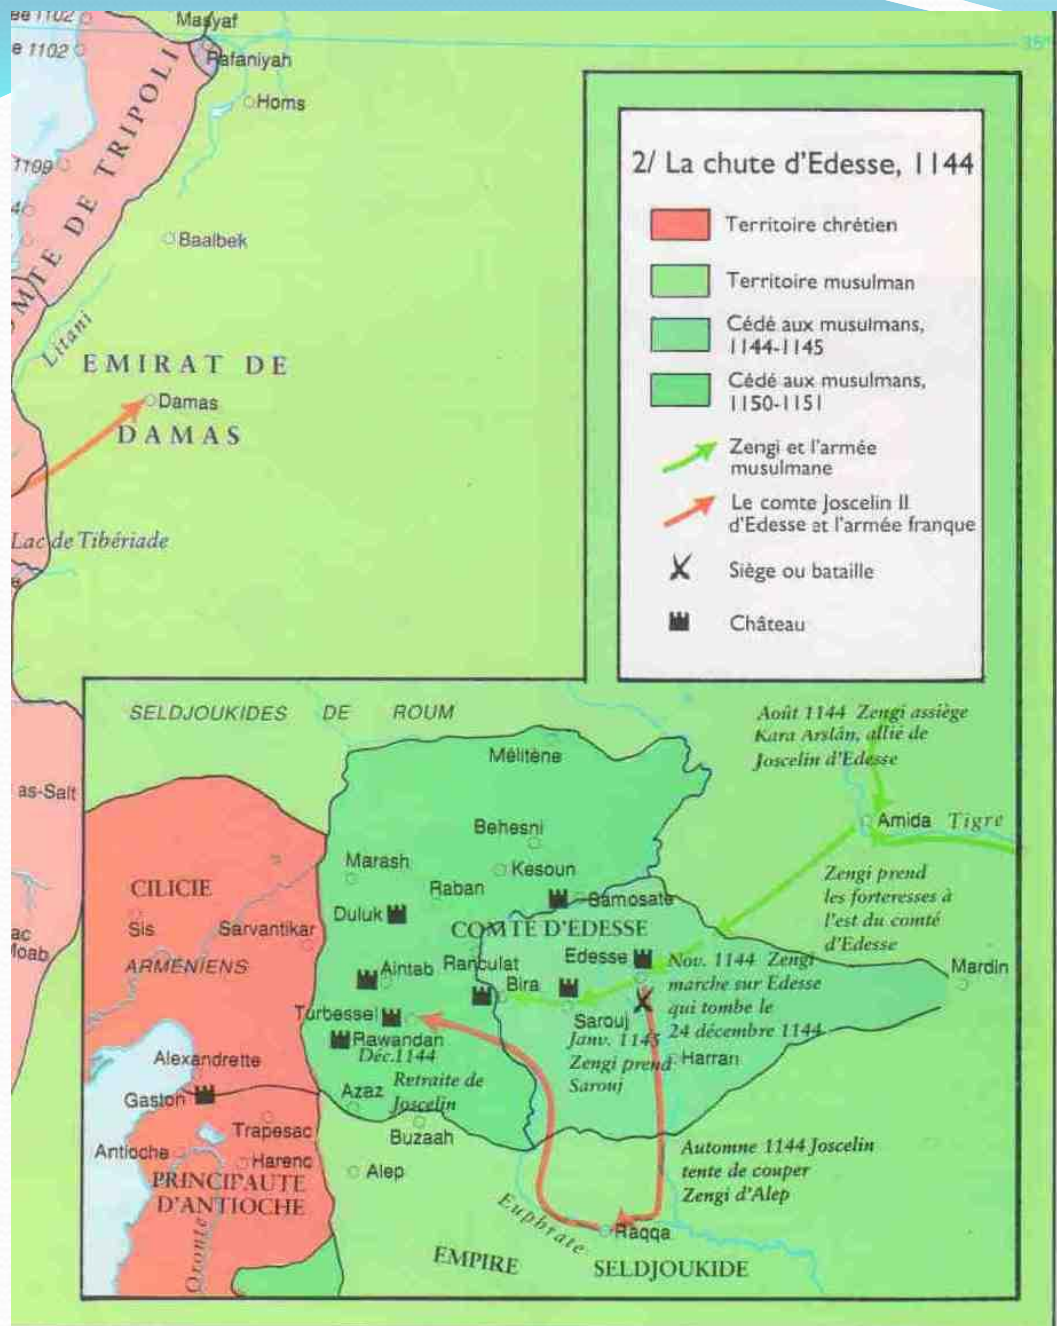 1102
Masyaf
e 1102
Rafaniyah
35°
Homs
1109
TE DE TRIPOLI
Baalbek
Litani
EMIRAT DE
Damas
DAMAS
Lac de Tibériade
as-Salt
Moab
2/ La chute d'Edesse, 1144
Territoire chrétien
Territoire musulman
Cédé aux musulmans,
1144-1145
Cédé aux musulmans,
1150-1151
Zengi et l'armée
musulmane
Le comte Joscelin II
d'Edesse et l'armée franque
Siège ou bataille
Château
SELDJOUKIDES DE ROUM
Août 1144 Zengi assiège
Kara Arslân, allié de
Joscelin d'Edesse
Mélitène
Amida Tigre
Behesni
Kesoun
Marash
Raban
Samosate
Zengi prend
les forteresses à
l'est du comté
d'Edesse
CILICIE
Duluk
Sis
Sarvantikar
COMTE D'EDESSE
ARMENIENS
Aintab
Ranculat
Edesse
Bira
Mardin
Nov. 1144 Zengi
marche sur Edesse
qui tombe le
24 décembre 1144
Turbessel
Sarouj
Rawandan
Janv. 1145
Zengi prend
Sarouj
Harran
Déc.1144
Retraite de
Joscelin
Alexandrette
Gaston
Azaz
Trapesac
Buzaah
Antioche
Harenc
Alep
PRINCIPAUTE
D'ANTIOCHE
Automne 1144 Joscelin
tente de couper
Zengi d'Alep
Oronte
Euphrate
Raqqa
EMPIRE SELDJOUKIDE